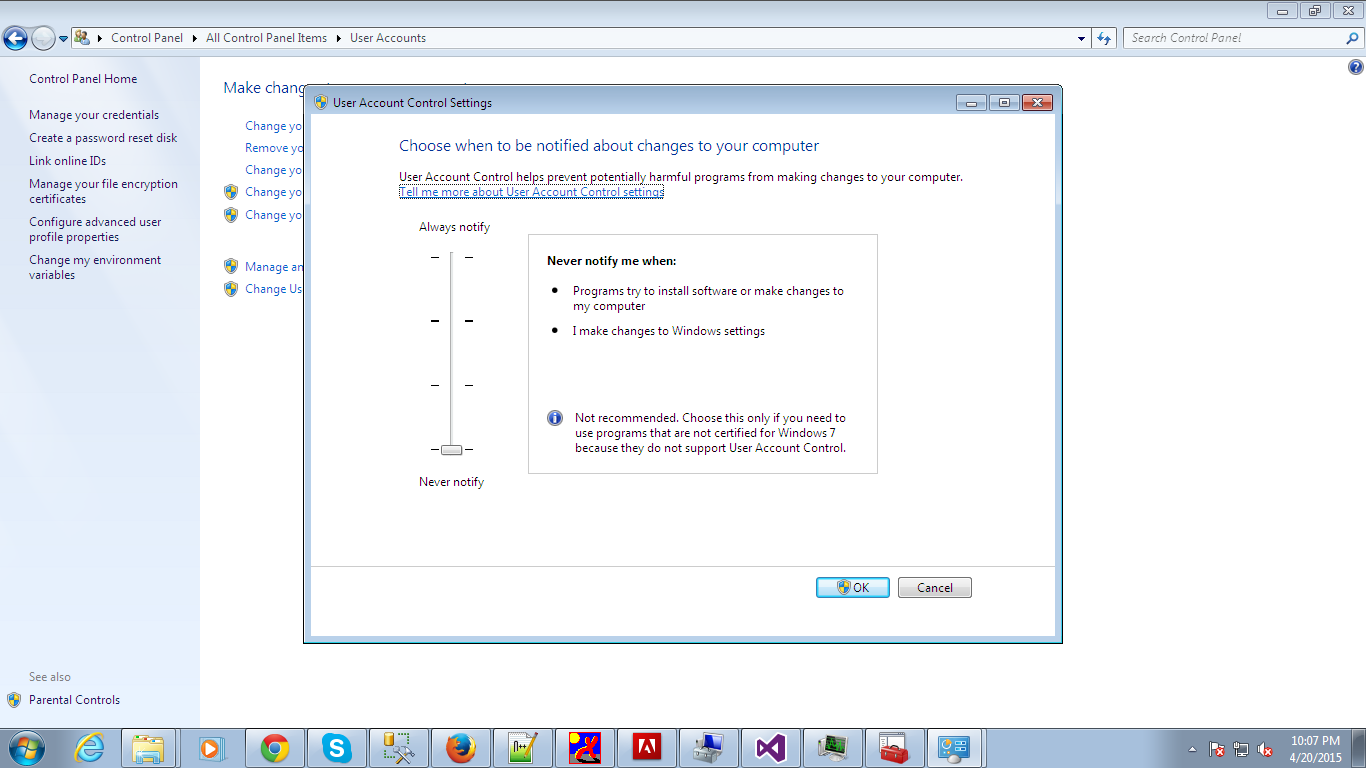 Control Panel
All Control Panel Items
User Accounts
Search Control Panel
Control Panel Home
Manage your credentials
Create a password reset disk
Link online IDs
Manage your file encryption
certificates
Configure advanced user
profile properties
Change my environment
variables
See also
Parental Controls
Make chang
Change yo
Remove yo
Change yo
Change yo
Change yo
Manage an
Change Us
User Account Control Settings
Choose when to be notified about changes to your computer
User Account Control helps prevent potentially harmful programs from making changes to your computer.
Tell me more about User Account Control settings
Always notify
Never notify me when:
Programs try to install software or make changes to
my computer
I make changes to Windows settings
Not recommended. Choose this only if you need to
use programs that are not certified for Windows 7
because they do not support User Account Control.
Never notify
OK
Cancel
10:07 PM
4/20/2015